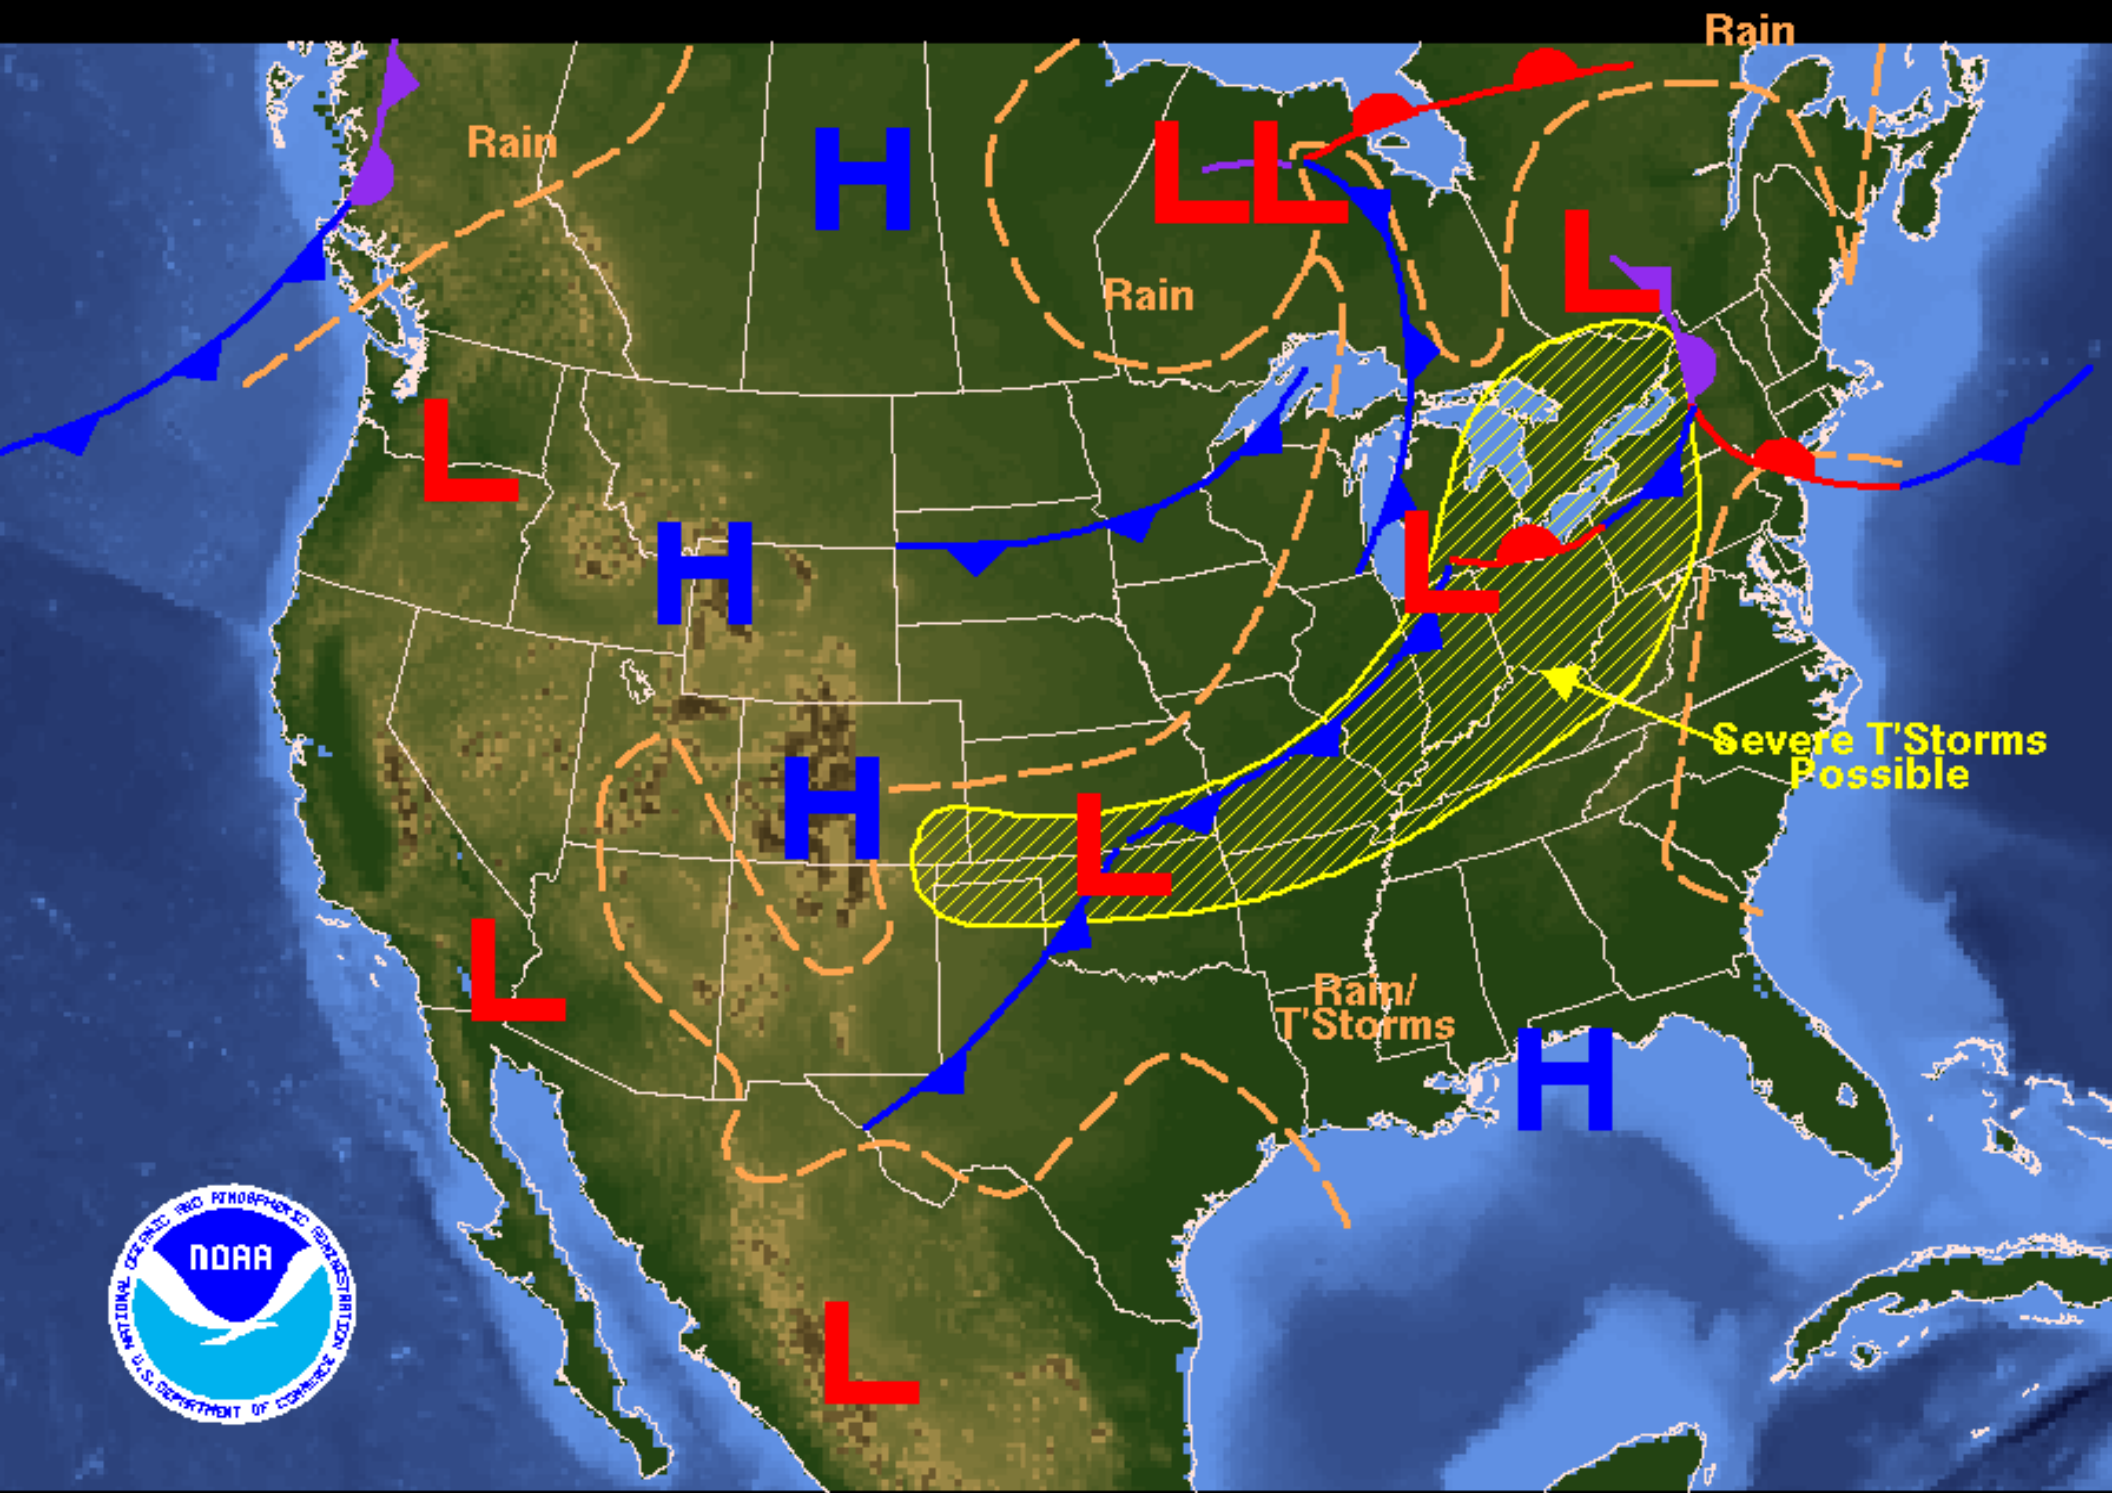 Rain
Rain
H
L
L
L
Rain
L
H
L
H
Severe T'Storms
Possible
L
L
Rain/
T'Storms
H
NATIONAL OCEANIC AND ATMOSPHERIC ADMINISTRATION
NOAA
U.S. DEPARTMENT OF COMMERCE
L